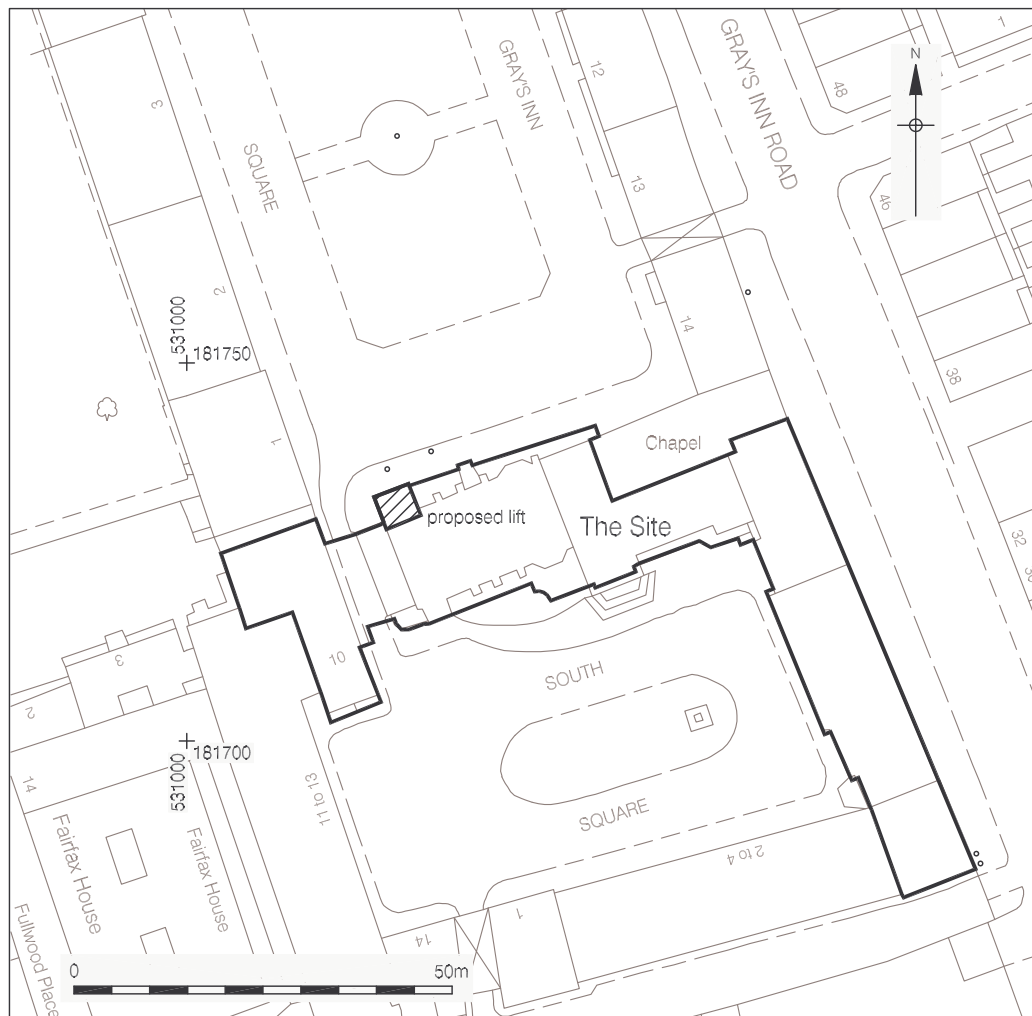 1
3
12
GRAY'S INN
GRAY'S INN ROAD
48
N
SQUARE
13
46
2
531000
181750
14
38
1
Chapel
proposed lift
The Site
32
10
3
SOUTH
2
181700
531000
14
11 to 13
SQUARE
2 to 4
Fairfax House
Fairfax House
1
14
Fullwood Place
0
50m